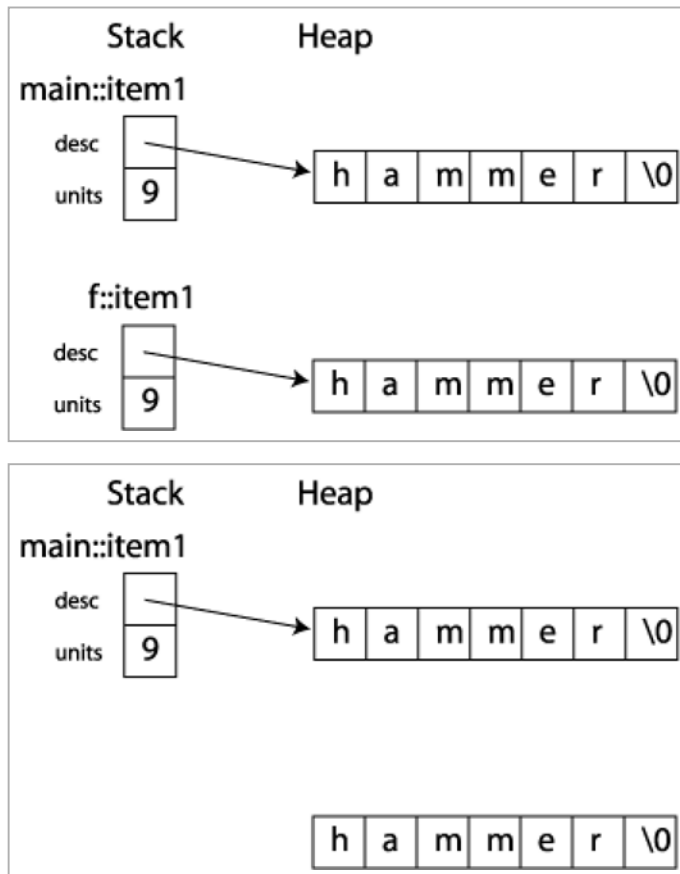 Stack Heap
main::item1
desc
h a m m e r \0
units 9
f::item1
desc
h a m m e r \0
units 9
Stack Heap
main::item1
desc
h a m m e r \0
units 9
h a m m e r \0